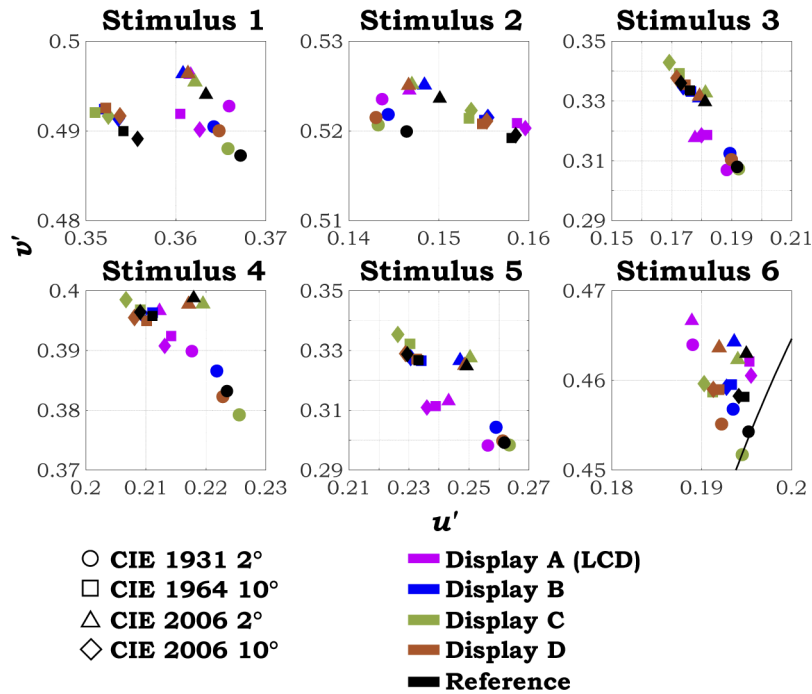 Stimulus 1 Stimulus 2 Stimulus 3
0.5 0.53 0.35
0.33
0.49 0.52
0.31
0.48 0.51 0.29
0.35 0.36 0.37 0.14 0.15 0.16 0.15 0.17 0.19 0.21
v'
Stimulus 4 Stimulus 5 Stimulus 6
0.4 0.35 0.47
0.39 0.33
0.46
0.38 0.31
0.37 0.29 0.45
0.2 0.21 0.22 0.23 0.21 0.23 0.25 0.27 0.18 0.19 0.2
u'
CIE 1931 2° Display A (LCD)
CIE 1964 10° Display B
CIE 2006 2° Display C
CIE 2006 10° Display D
Reference